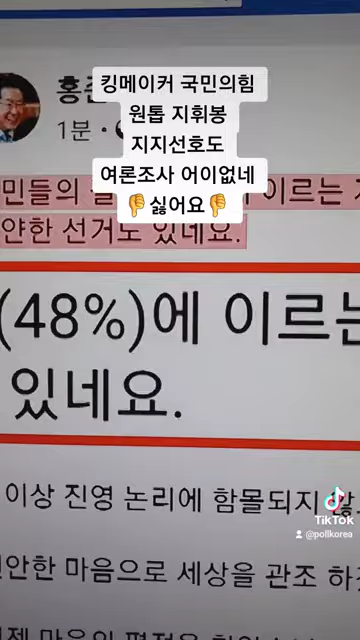 킹메이커 국민의힘
원톱 지휘봉
지지선호도
여론조사 어이없네
👎싫어요👎
홍준
1분 ·
민들의 이르는
얀한 선거도 있네요.
(48%)에 이르는
있네요.
이상 진영 논리에 함몰되지 않
안한 마음으로 세상을 관조 하
TikTok
@polikorea